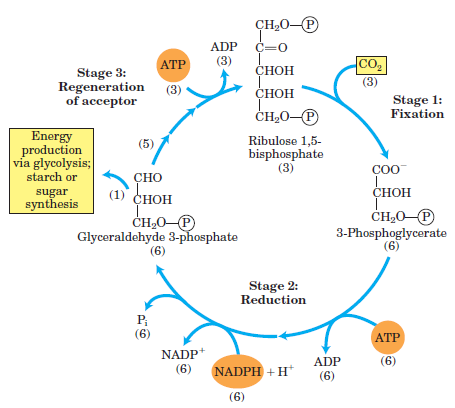 CH₂O—Ⓟ
C=O
CHOH
CHOH
CH₂O—Ⓟ
Ribulose 1,5-
bisphosphate
(3)
CO₂
(3)
Stage 1:
Fixation
COO⁻
CHOH
CH₂O—Ⓟ
3-Phosphoglycerate
(6)
ATP
(6)
ADP
(6)
Stage 2:
Reduction
NADPH + H⁺
(6)
NADP⁺
(6)
Pᵢ
(6)
CHO
CHOH
CH₂O—Ⓟ
Glyceraldehyde 3-phosphate
(6)
(1)
Energy
production
via glycolysis;
starch or
sugar
synthesis
(5)
Stage 3:
Regeneration
of acceptor
ATP
(3)
ADP
(3)